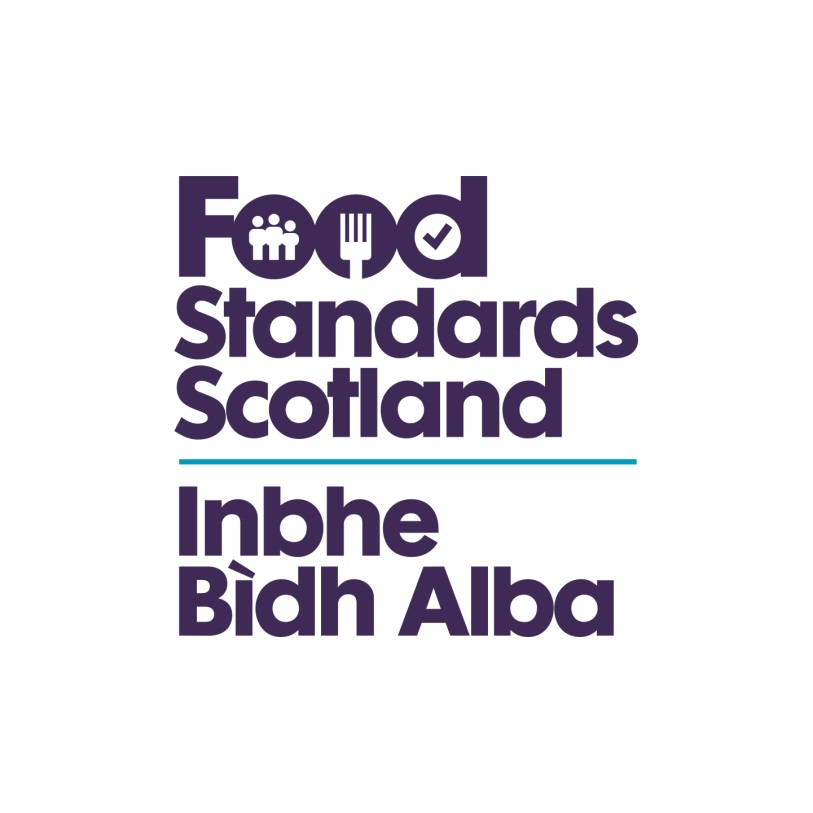 Food
Standards
Scotland
Inbhe
Bìdh Alba